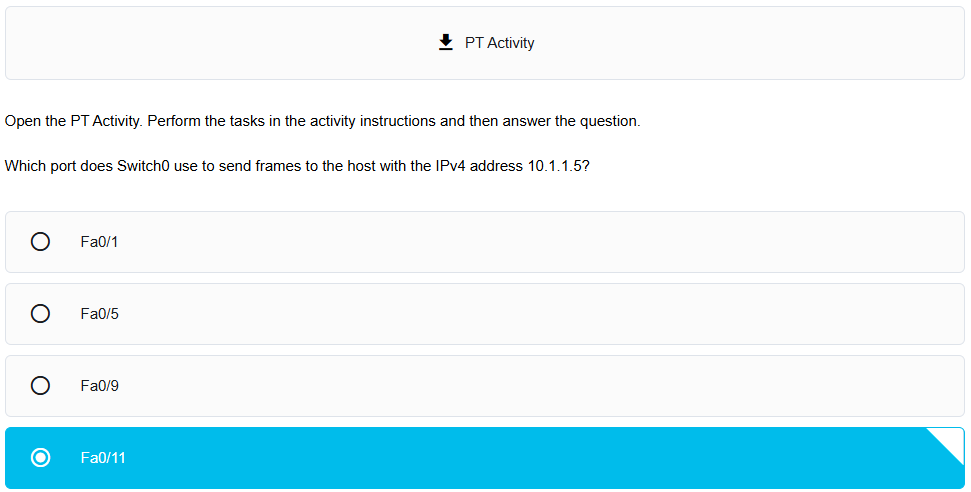 PT Activity
Open the PT Activity. Perform the tasks in the activity instructions and then answer the question.
Which port does Switch0 use to send frames to the host with the IPv4 address 10.1.1.5?
Fa0/1
Fa0/5
Fa0/9
Fa0/11